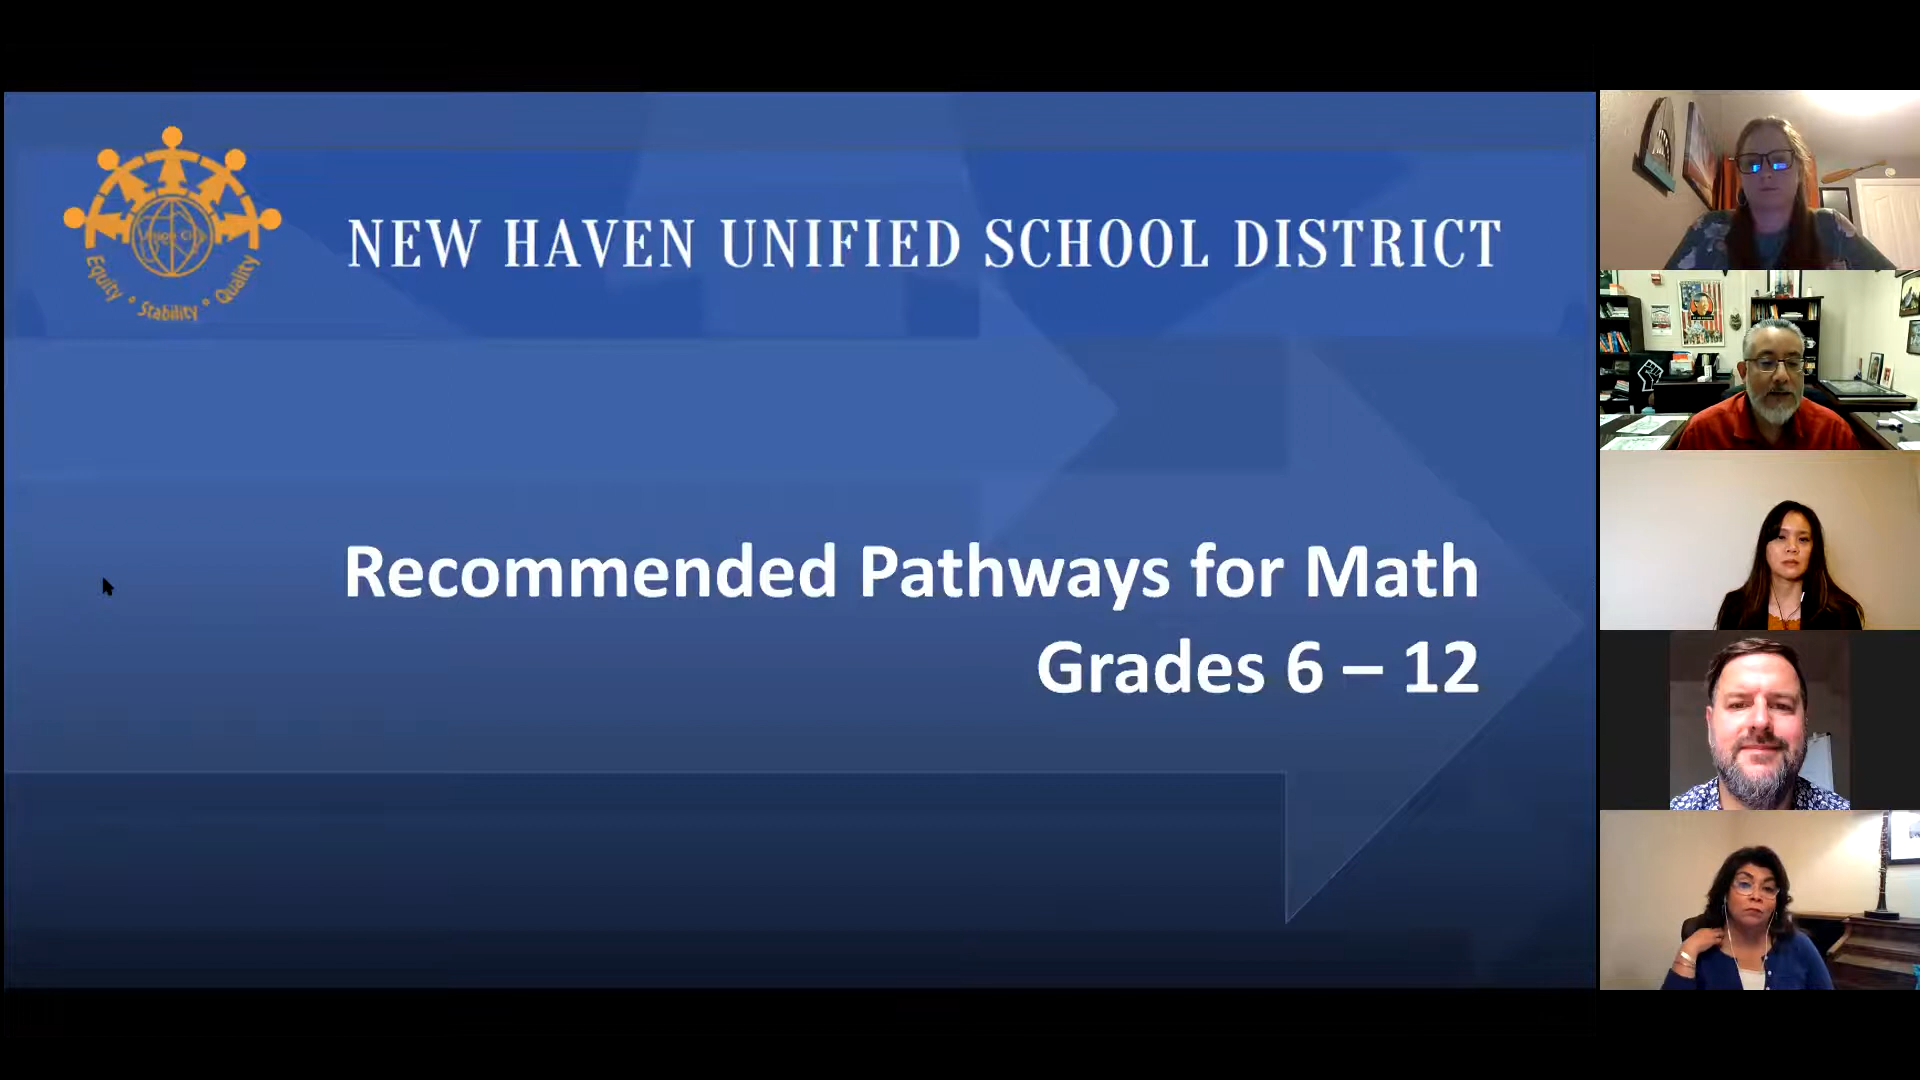 NEW HAVEN UNIFIED SCHOOL DISTRICT
Equity • Stability • Quality
Recommended Pathways for Math
Grades 6 – 12